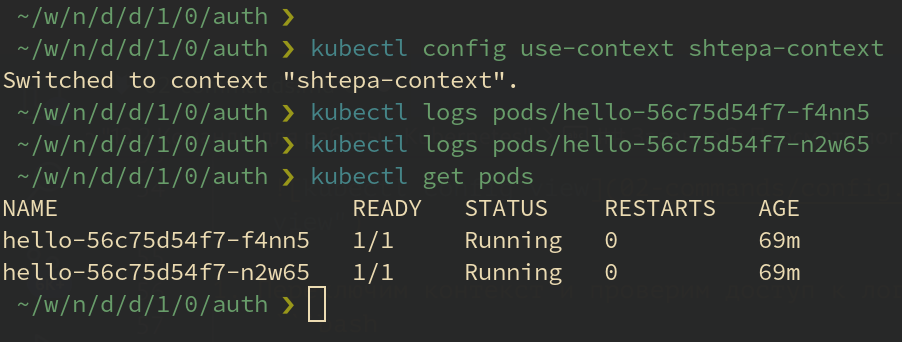 ~/w/n/d/d/1/0/auth ❯
~/w/n/d/d/1/0/auth ❯ kubectl config use-context shtepa-context
Switched to context "shtepa-context".
~/w/n/d/d/1/0/auth ❯ kubectl logs pods/hello-56c75d54f7-f4nn5
~/w/n/d/d/1/0/auth ❯ kubectl logs pods/hello-56c75d54f7-n2w65
~/w/n/d/d/1/0/auth ❯ kubectl get pods
NAME READY STATUS RESTARTS AGE
hello-56c75d54f7-f4nn5 1/1 Running 0 69m
hello-56c75d54f7-n2w65 1/1 Running 0 69m
~/w/n/d/d/1/0/auth ❯